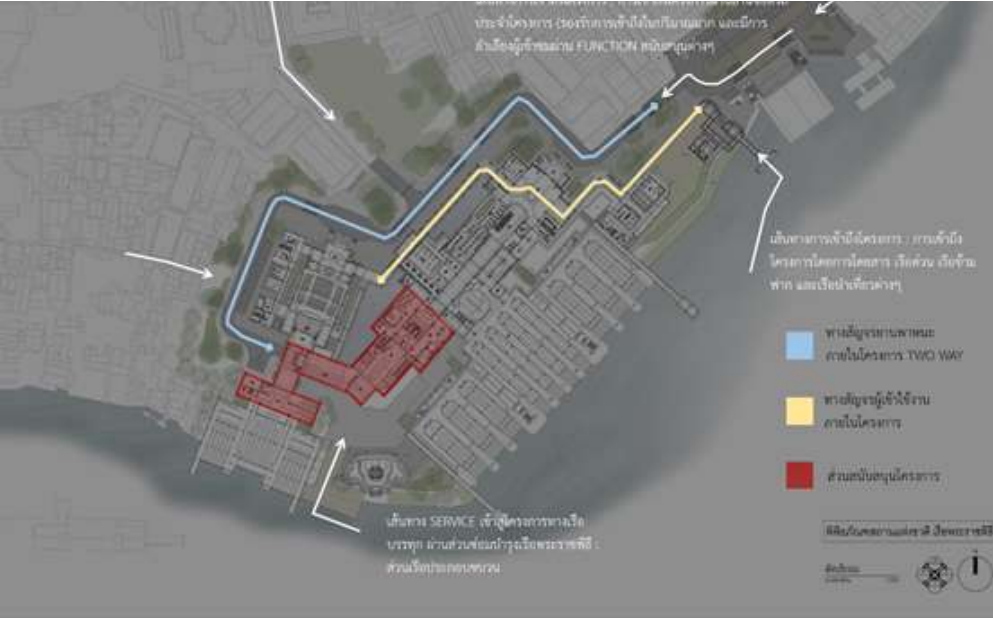 ประจำโครงการ (รองรับการเข้าถึงในปริมาณมาก และมีการ
ลำเลียงผู้เข้าชมผ่าน FUNCTION สนับสนุนต่างๆ
เส้นทางการเข้าถึงโครงการ : การเข้าถึง
โครงการโดยการโดยสาร เรือด่วน เรือข้าม
ฟาก และเรือนำเที่ยวต่างๆ
ทางสัญจรยานพาหนะ
ภายในโครงการ TWO WAY
ทางสัญจรผู้เข้าใช้งาน
ภายในโครงการ
ส่วนสนับสนุนโครงการ
เส้นทาง SERVICE เข้าสู่โครงการทางเรือ
บรรทุก ผ่านส่วนซ่อมบำรุงเรือพระราชพิธี :
ส่วนเรือประกอบขบวน
พิพิธภัณฑสถานแห่งชาติ เรือพระราชพิธี